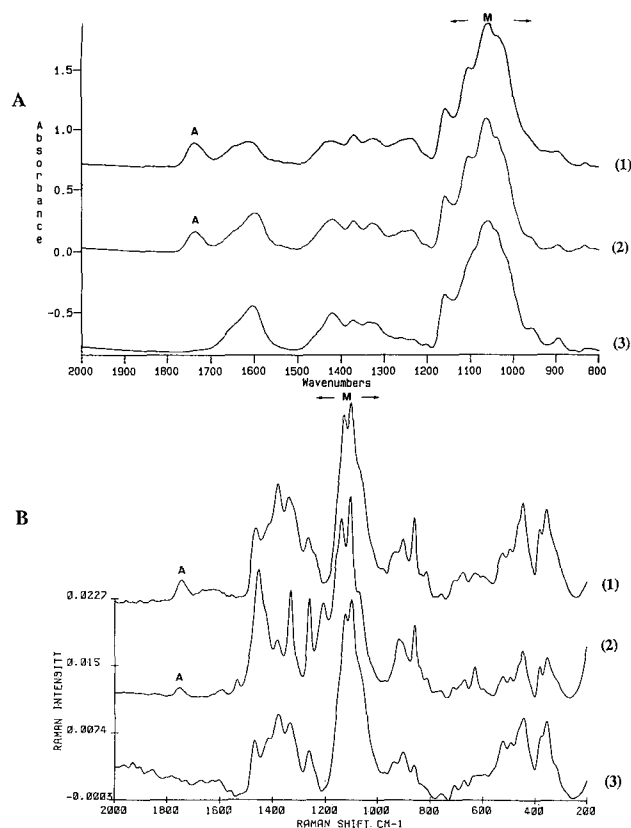 M
A
Absorbance
1.5
1.0
0.5
0.0
-0.5
A
(1)
A
(2)
(3)
2000 1800 1700 1600 1500 1400 1300 1200 1100 1000 900 800
Wavenumbers
M
B
A
(1)
0.0227
0.015
0.0074
-0.0003
RAMAN INTENSITY
A
(2)
(3)
2000 1800 1600 1400 1200 1000 800 600 400 200
RAMAN SHIFT CM-1